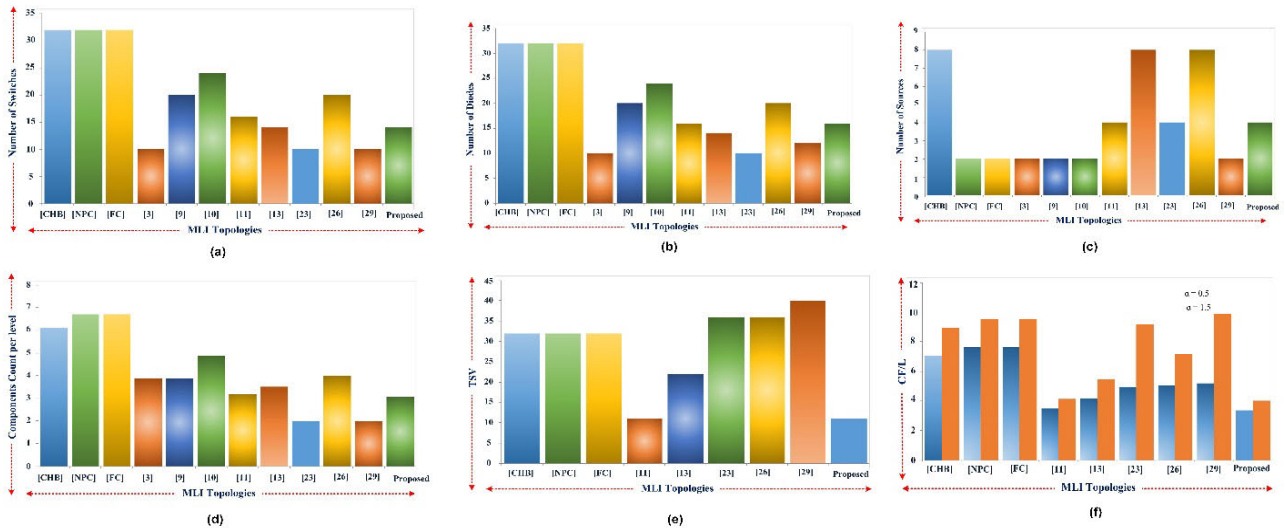 Number of Switches
35
30
25
20
15
10
5
0
[CHB] [NPC] [FC] [3] [9] [10] [11] [13] [23] [26] [29] Proposed
MLI Topologies
(a)
Number of Diodes
35
30
25
20
15
10
5
0
[CHB] [NPC] [FC] [3] [9] [10] [11] [13] [23] [26] [29] Proposed
MLI Topologies
(b)
Number of Sources
9
8
7
6
5
4
3
2
1
0
[CHB] [NPC] [FC] [3] [9] [10] [11] [13] [23] [26] [29] Proposed
MLI Topologies
(c)
Components Count per level
8
7
6
5
4
3
2
1
0
[CHB] [NPC] [FC] [3] [9] [10] [11] [13] [23] [26] [29] Proposed
MLI Topologies
(d)
TSV
45
40
35
30
25
20
15
10
5
0
[CHB] [NPC] [FC] [11] [13] [23] [26] [29] Proposed
MLI Topologies
(e)
CF/L
12
10
8
6
4
2
0
α = 0.5
α = 1.5
[CHB] [NPC] [FC] [11] [13] [23] [26] [29] Proposed
MLI Topologies
(f)